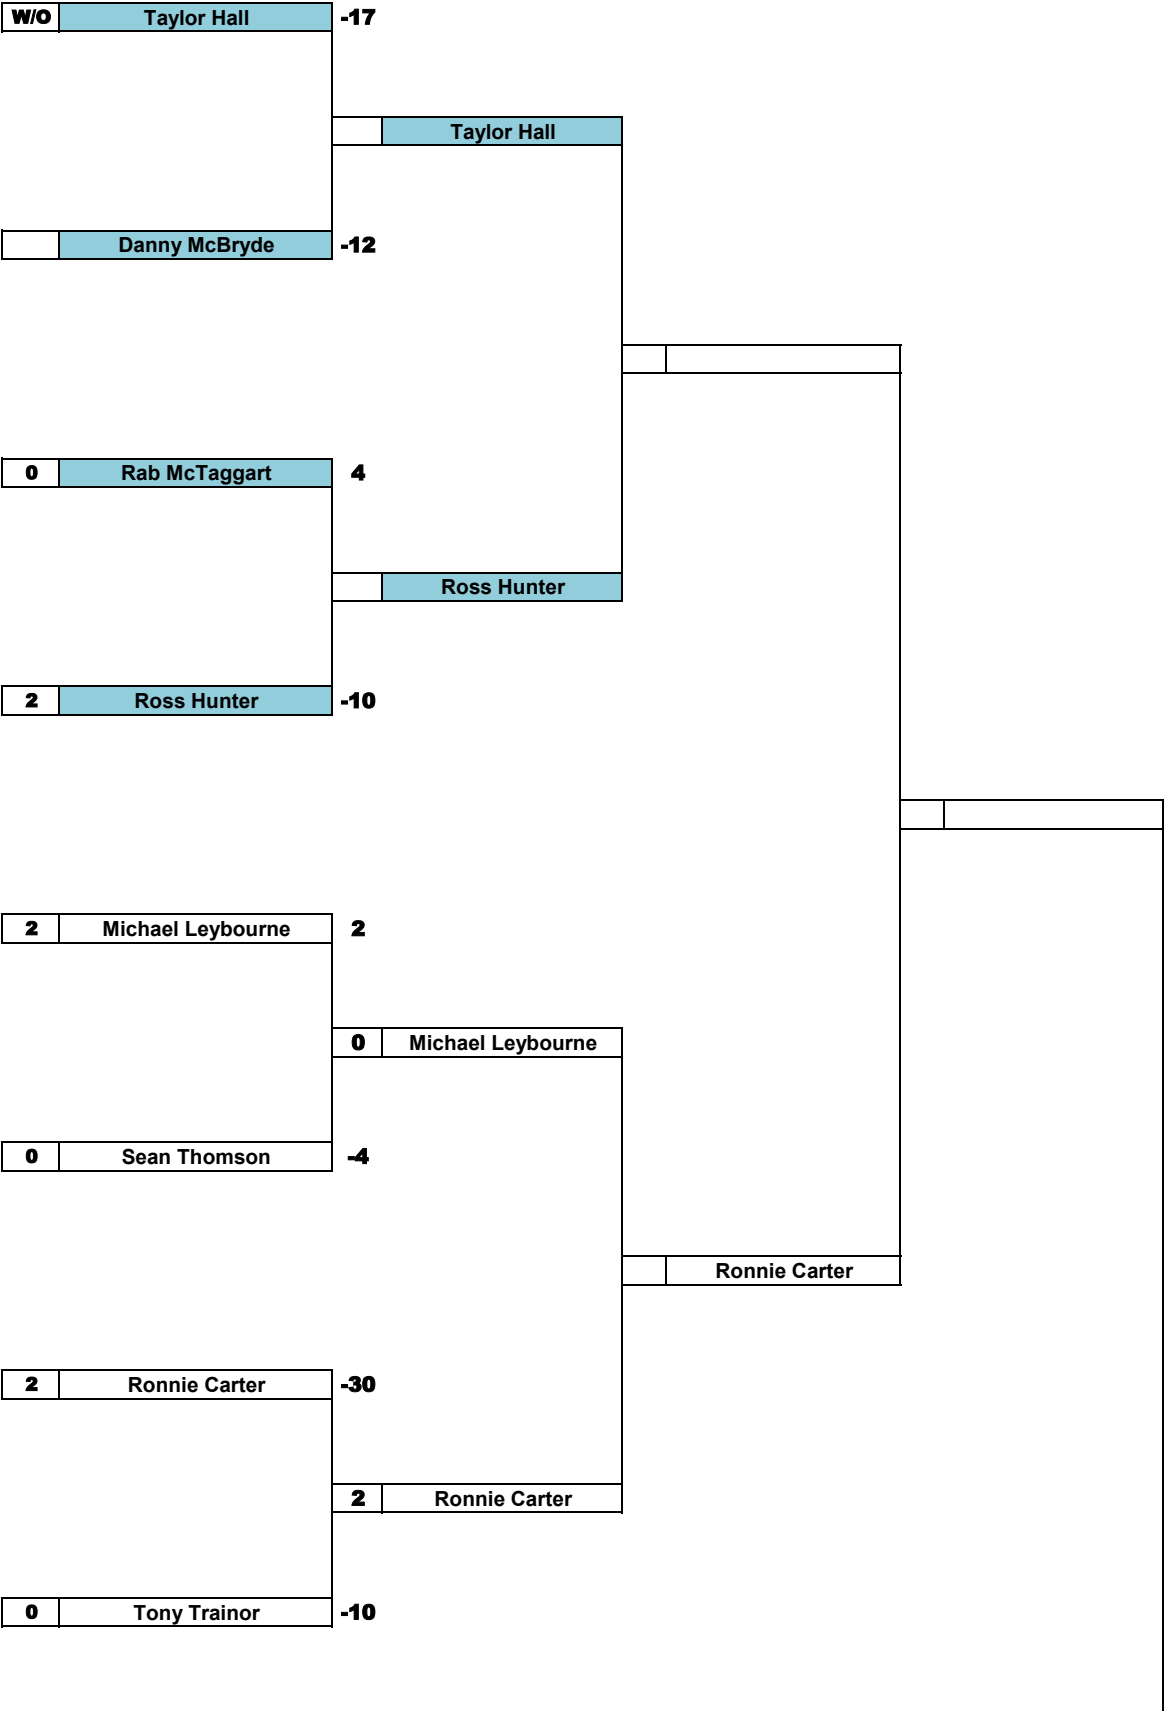 W/O Taylor Hall -17
Taylor Hall
Danny McBryde -12
0 Rab McTaggart 4
Ross Hunter
2 Ross Hunter -10
2 Michael Leybourne 2
0 Michael Leybourne
0 Sean Thomson -4
Ronnie Carter
2 Ronnie Carter -30
2 Ronnie Carter
0 Tony Trainor -10